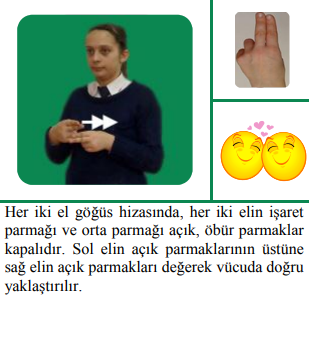 Her iki el göğüs hizasında, her iki elin işaret
parmağı ve orta parmağı açık, öbür parmaklar
kapalıdır. Sol elin açık parmaklarının üstüne
sağ elin açık parmakları değerek vücuda doğru
yaklaştırılır.